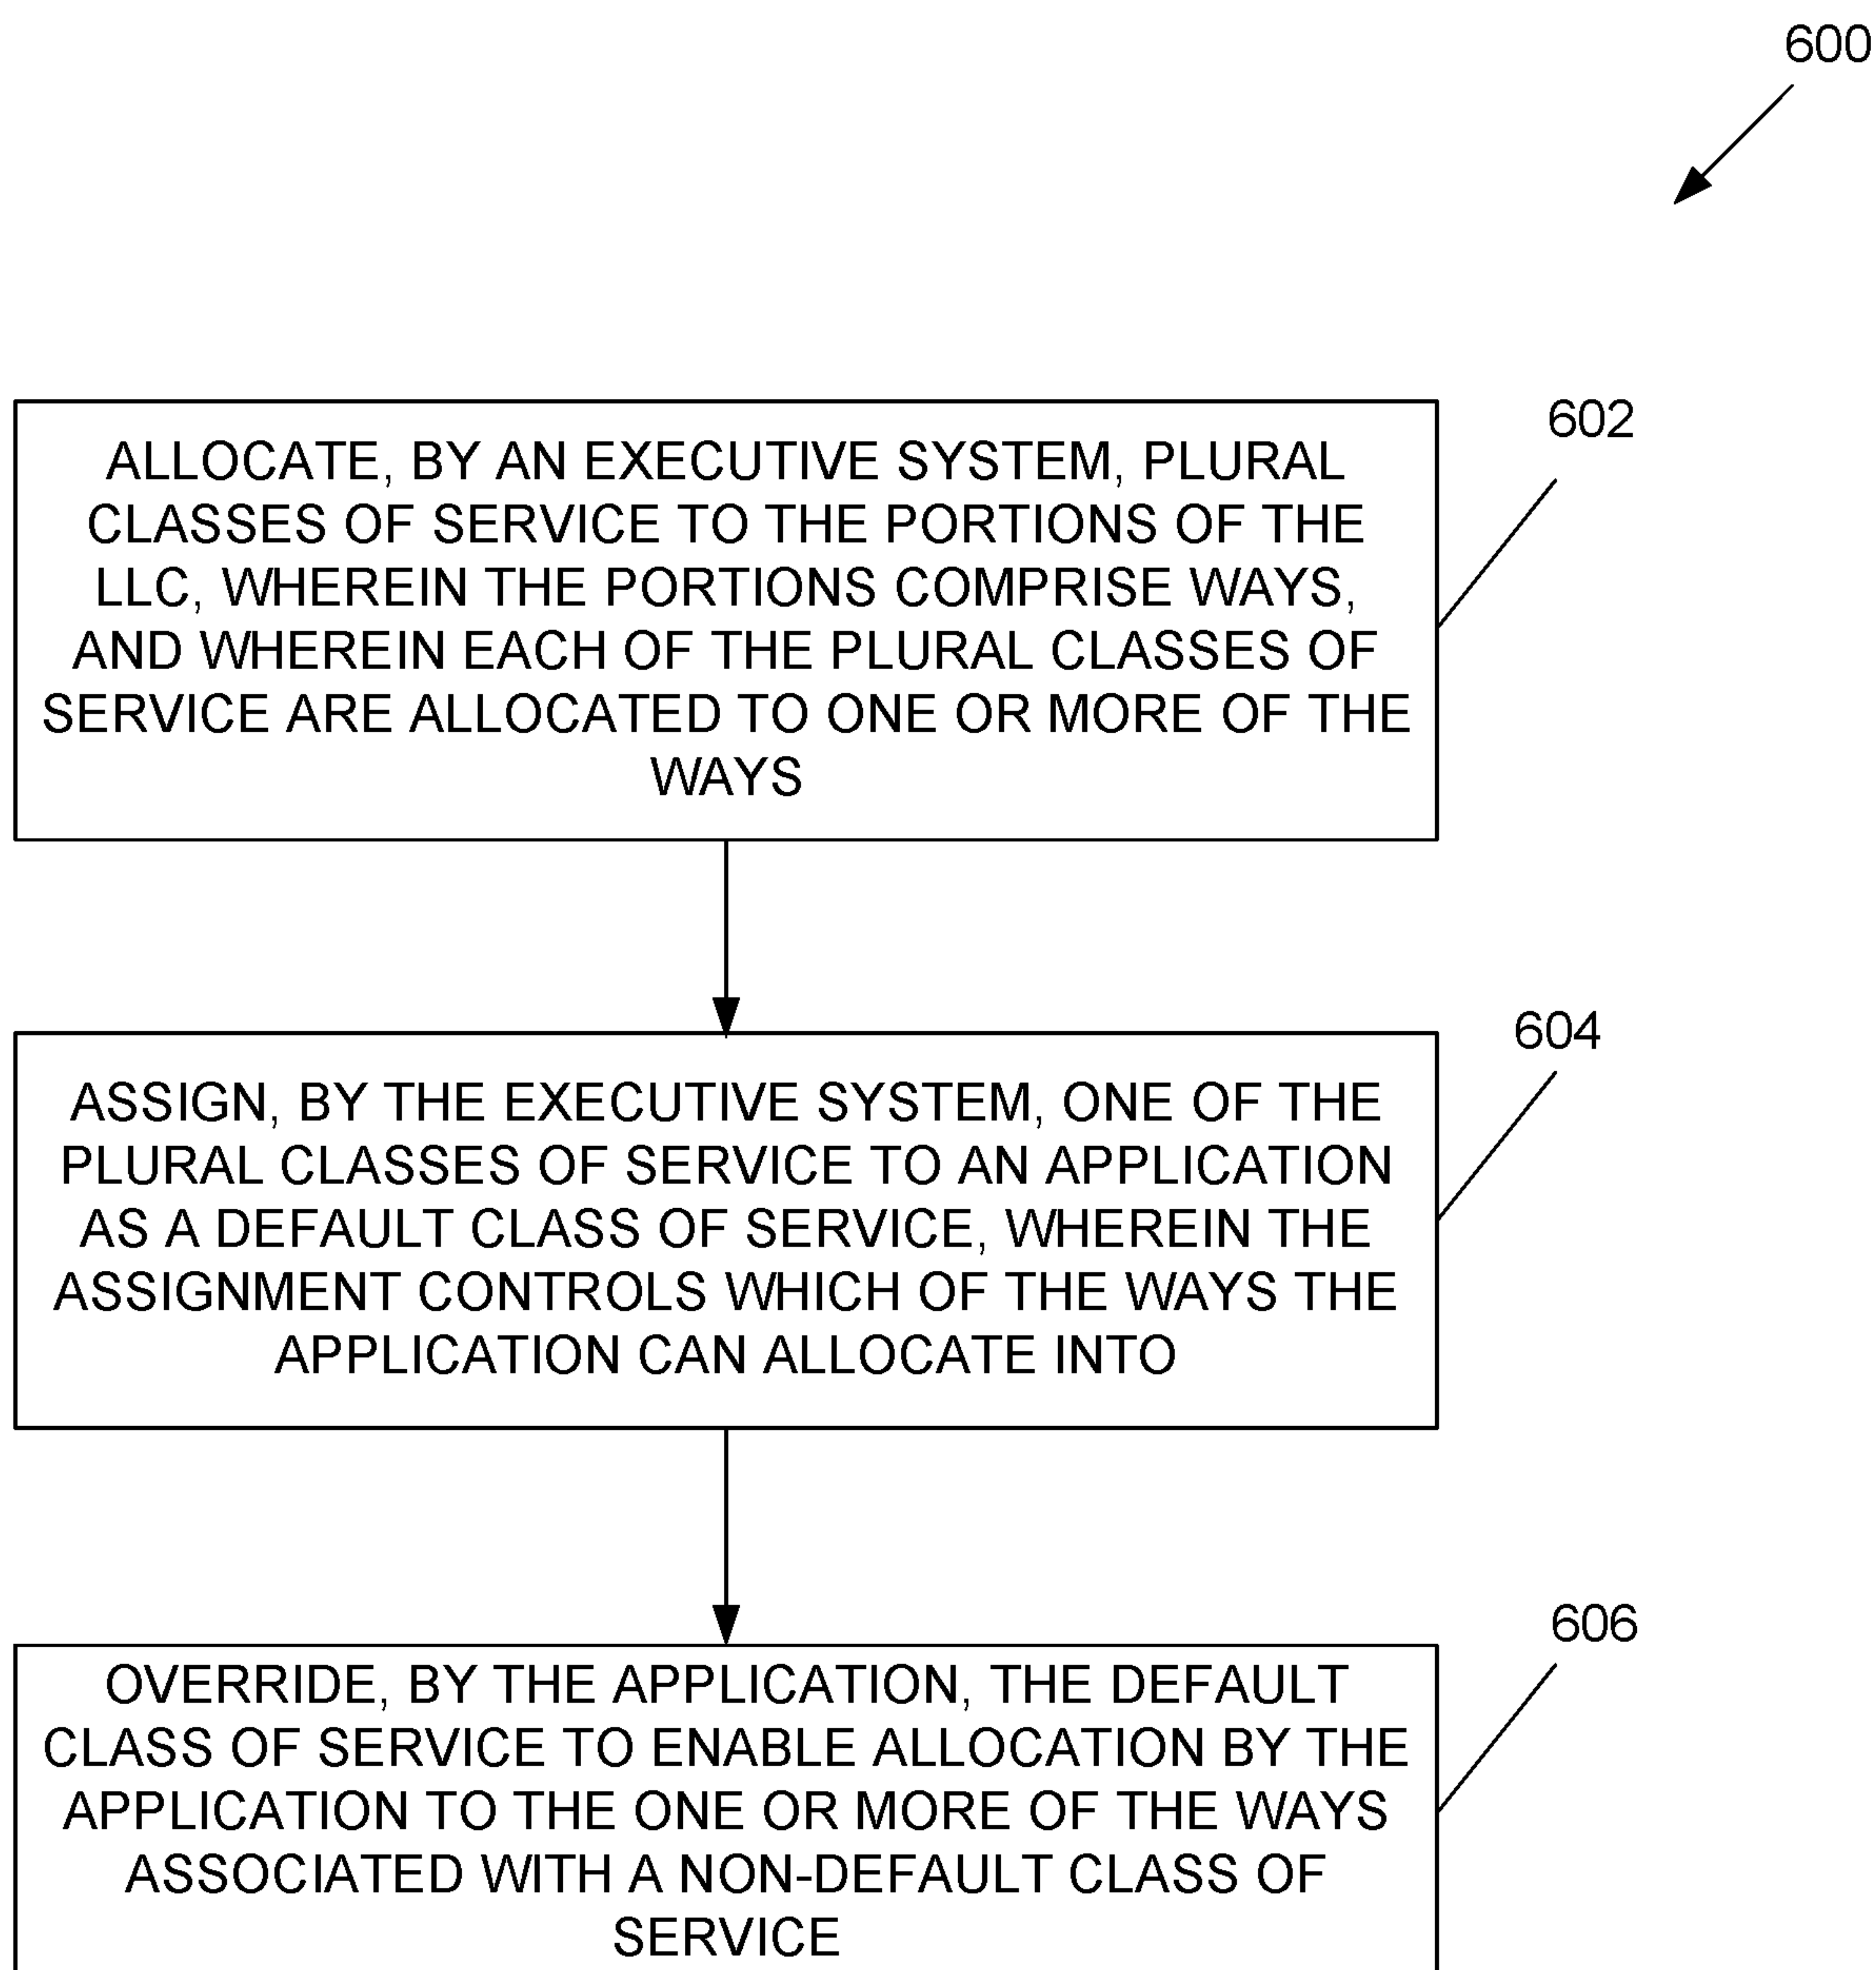 600
602
ALLOCATE, BY AN EXECUTIVE SYSTEM, PLURAL
CLASSES OF SERVICE TO THE PORTIONS OF THE
LLC, WHEREIN THE PORTIONS COMPRISE WAYS,
AND WHEREIN EACH OF THE PLURAL CLASSES OF
SERVICE ARE ALLOCATED TO ONE OR MORE OF THE
WAYS
604
ASSIGN, BY THE EXECUTIVE SYSTEM, ONE OF THE
PLURAL CLASSES OF SERVICE TO AN APPLICATION
AS A DEFAULT CLASS OF SERVICE, WHEREIN THE
ASSIGNMENT CONTROLS WHICH OF THE WAYS THE
APPLICATION CAN ALLOCATE INTO
606
OVERRIDE, BY THE APPLICATION, THE DEFAULT
CLASS OF SERVICE TO ENABLE ALLOCATION BY THE
APPLICATION TO THE ONE OR MORE OF THE WAYS
ASSOCIATED WITH A NON-DEFAULT CLASS OF
SERVICE